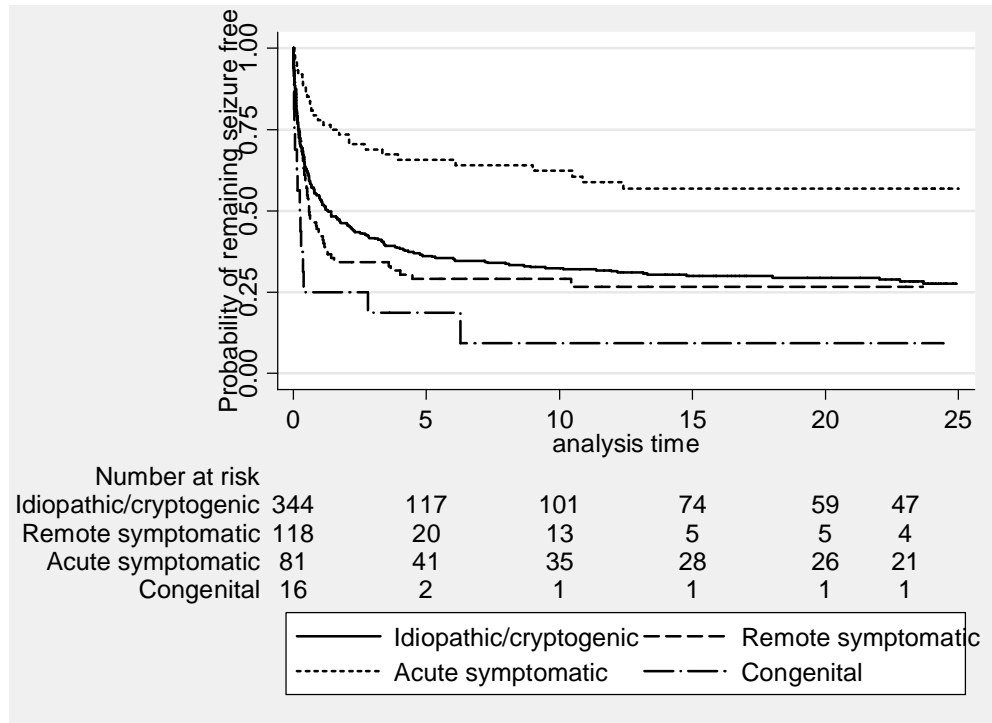 Probability of remaining seizure free
1.00
0.75
0.50
0.25
0.00
0 5 10 15 20 25
analysis time
Number at risk
Idiopathic/cryptogenic 344 117 101 74 59 47
Remote symptomatic 118 20 13 5 5 4
Acute symptomatic 81 41 35 28 26 21
Congenital 16 2 1 1 1 1
Idiopathic/cryptogenic Remote symptomatic
Acute symptomatic Congenital